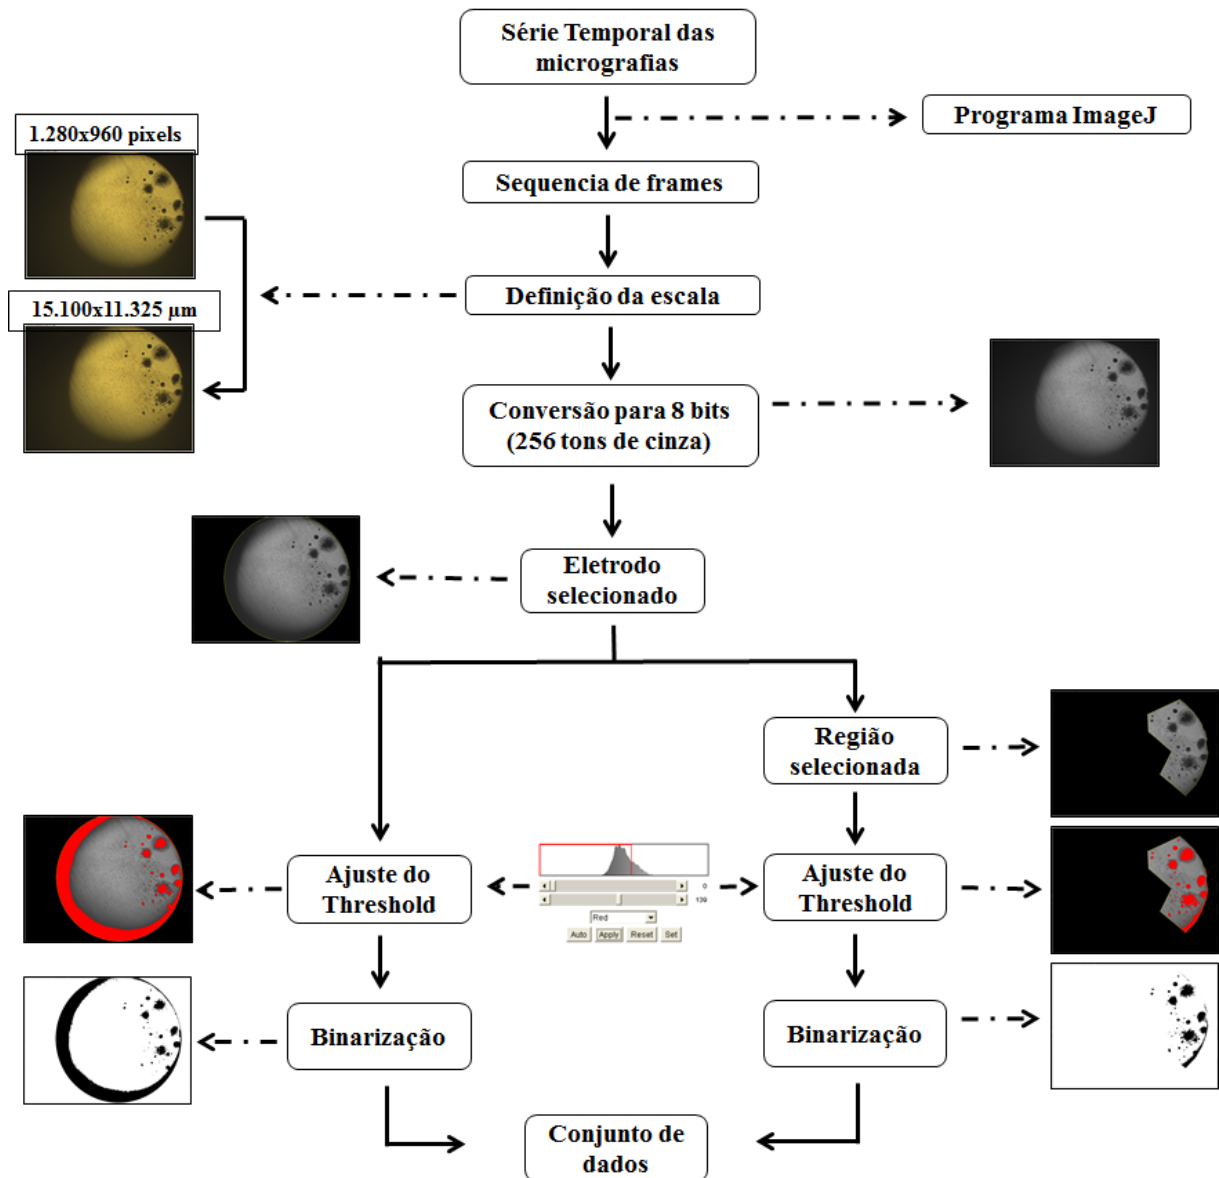 Série Temporal das
micrografias
Programa ImageJ
1.280x960 pixels
Sequencia de frames
Definição da escala
15.100x11.325 µm
Conversão para 8 bits
(256 tons de cinza)
Eletrodo
selecionado
Região
selecionada
Ajuste do
Threshold
0
139
Red
Auto Apply Reset Set
Ajuste do
Threshold
Binarização
Binarização
Conjunto de
dados